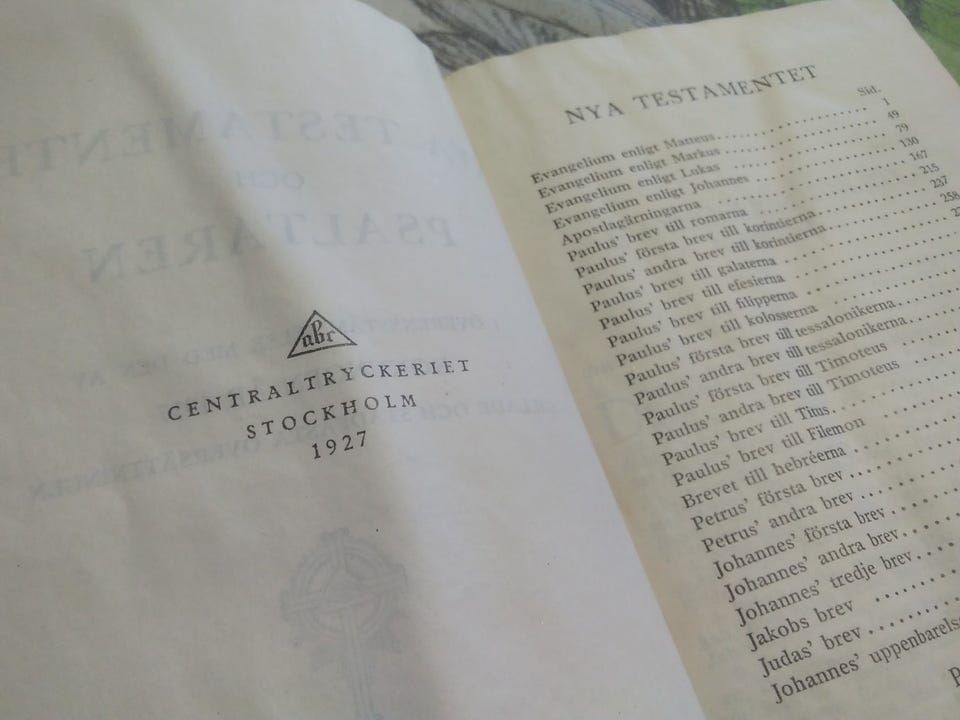 abc
CENTRALTRYCKERIET
STOCKHOLM
1927
NYA TESTAMENTET
Sid.
Evangelium enligt Matteus 1
Evangelium enligt Markus 49
Evangelium enligt Lukas 79
Evangelium enligt Johannes 130
Apostlagärningarna 167
Paulus' brev till romarna 215
Paulus' första brev till korintierna 237
Paulus' andra brev till korintierna 258
Paulus' brev till galaterna
Paulus' brev till efesierna
Paulus' brev till filipperna
Paulus' brev till kolosserna
Paulus' första brev till tessalonikerna
Paulus' andra brev till tessalonikerna
Paulus' första brev till Timoteus
Paulus' andra brev till Timoteus
Paulus' brev till Titus
Paulus' brev till Filemon
Brevet till hebréerna
Petrus' första brev
Petrus' andra brev
Johannes' första brev
Johannes' andra brev
Johannes' tredje brev
Jakobs brev
Judas' brev
Johannes'